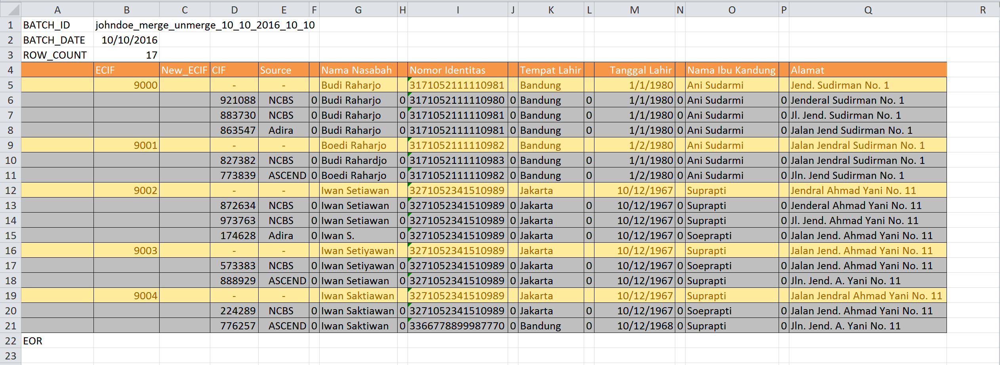 A B C D E F G H I J K L M N O P Q R
1 BATCH_ID johndoe_merge_unmerge_10_10_2016_10_10
2 BATCH_DATE 10/10/2016
3 ROW_COUNT 17
4 ECIF New_ECIF CIF Source Nama Nasabah Nomor Identitas Tempat Lahir Tanggal Lahir Nama Ibu Kandung Alamat
5 9000 - - Budi Raharjo 3171052111110981 Bandung 1/1/1980 Ani Sudarmi Jend. Sudirman No. 1
6 921088 NCBS 0 Budi Raharjo 0 3171052111110980 0 Bandung 0 1/1/1980 0 Ani Sudarmi 0 Jenderal Sudirman No. 1
7 883730 NCBS 0 Budi Raharjo 0 3171052111110981 0 Bandung 0 1/1/1980 0 Ani Sudarmi 0 Jl. Jend. Sudirman No. 1
8 863547 Adira 0 Budi Raharjo 0 3171052111110981 0 Bandung 0 1/1/1980 0 Ani Sudarmi 0 Jalan Jend Sudirman No. 1
9 9001 - - Boedi Raharjo 3171052111110982 Bandung 1/2/1980 Ani Sudarmi Jalan Jendral Sudirman No. 1
10 827382 NCBS 0 Budi Rahardjo 0 3171052111110983 0 Bandung 0 1/1/1980 0 Ani Sudarmi 0 Jalan Jendral Sudirman No. 1
11 773839 ASCEND 0 Boedi Raharjo 0 3171052111110982 0 Bandung 0 1/2/1980 0 Ani Sudarmi 0 Jln. Jend Sudirman No. 1
12 9002 - - Iwan Setiawan 3271052341510989 Jakarta 10/12/1967 Suprapti Jendral Ahmad Yani No. 11
13 872634 NCBS 0 Iwan Setiawan 0 3271052341510989 0 Jakarta 0 10/12/1967 0 Suprapti 0 Jenderal Ahmad Yani No. 11
14 973763 NCBS 0 Iwan Setiawan 0 3271052341510989 0 Jakarta 0 10/12/1967 0 Suprapti 0 Jl. Jend. Ahmad Yani No. 11
15 174628 Adira 0 Iwan S. 0 3271052341510989 0 Jakarta 0 10/12/1967 0 Soeprapti 0 Jalan Jend. Ahmad Yani No. 11
16 9003 - - Iwan Setiyawan 3271052341510989 Jakarta 10/12/1967 Suprapti Jalan Jend. Ahmad Yani No. 11
17 573383 NCBS 0 Iwan Setiyawan 0 3271052341510989 0 Jakarta 0 10/12/1967 0 Soeprapti 0 Jalan Jend. Ahmad Yani No. 11
18 888929 ASCEND 0 Iwan Setiawan 0 3271052341510989 0 Jakarta 0 10/12/1967 0 Suprapti 0 Jln. Jend. A. Yani No. 11
19 9004 - - Iwan Saktiawan 3271052341510989 Jakarta 10/12/1967 Suprapti Jalan Jendral Ahmad Yani No. 11
20 224289 NCBS 0 Iwan Saktiawan 0 3271052341510989 0 Jakarta 0 10/12/1967 0 Soeprapti 0 Jalan Jend. Ahmad Yani No. 11
21 776257 ASCEND 0 Iwan Saktiwan 0 3366778899987770 0 Bandung 0 10/12/1968 0 Suprapti 0 Jln. Jend. A. Yani No. 11
22 EOR
23